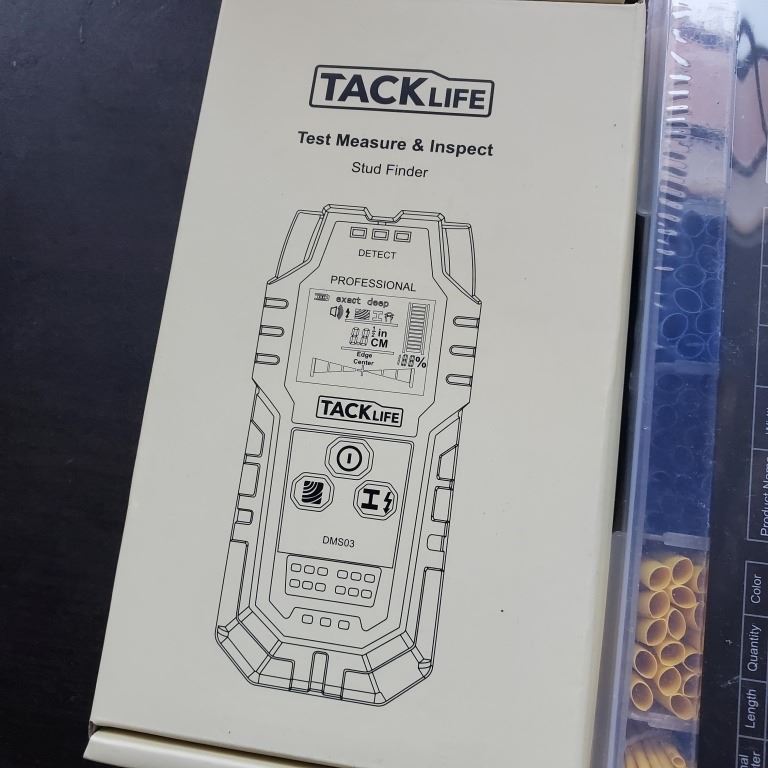 TACKLIFE
Test Measure & Inspect
Stud Finder
DETECT
PROFESSIONAL
exact deep
in
CM
Edge
Center
188%
TACKLIFE
DMS03
Product Name
Color
Quantity
Length